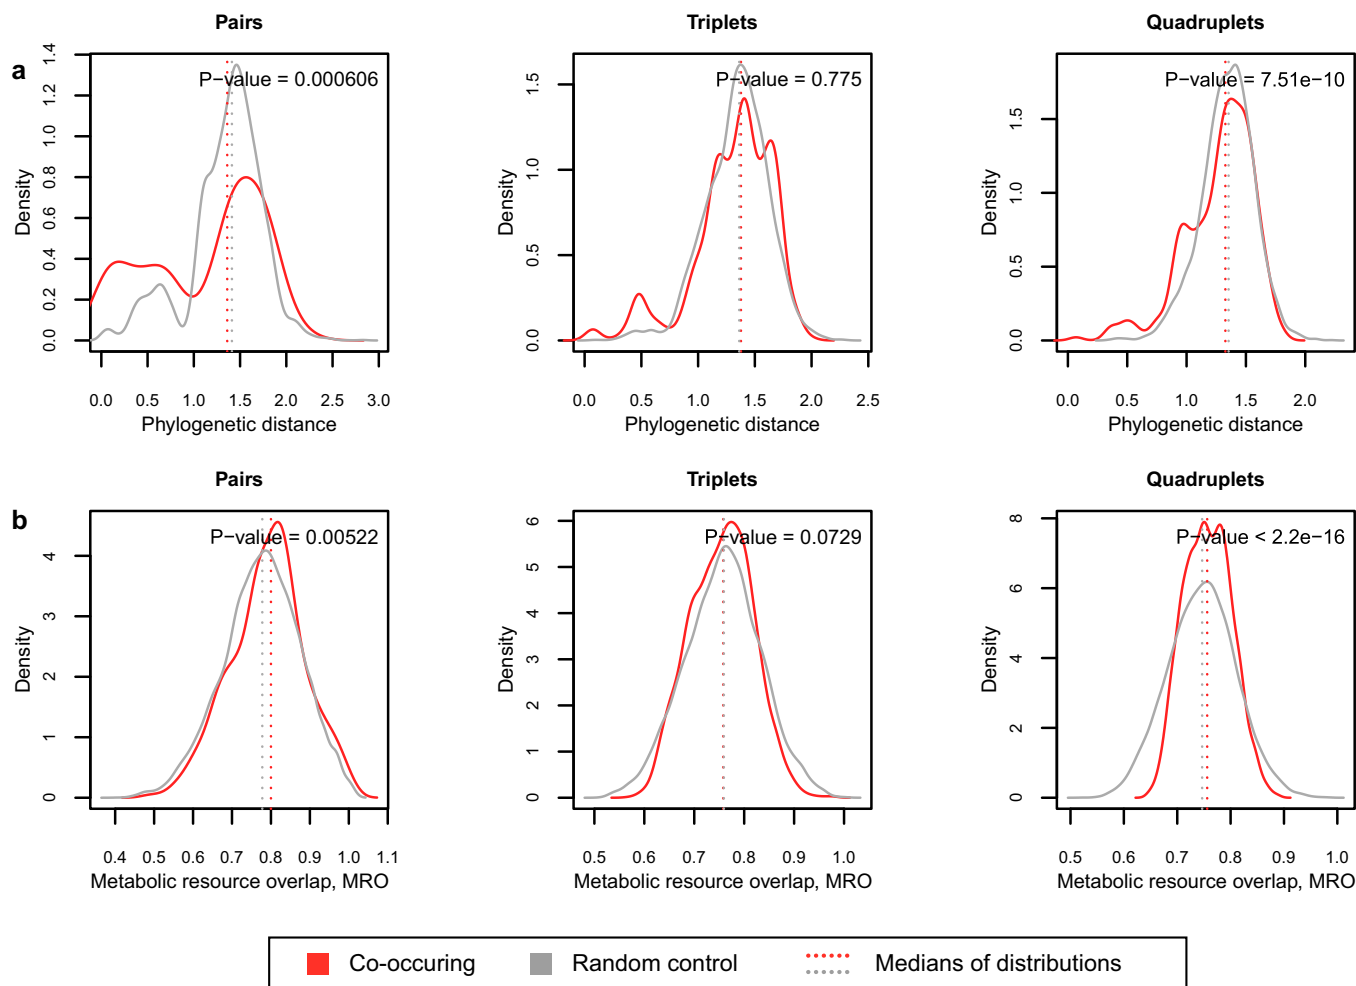 Pairs Triplets Quadruplets
a
P−value = 0.000606 P−value = 0.775 P−value = 7.51e−10
Density Density Density
0.0 0.2 0.4 0.6 0.8 1.0 1.2 1.4
0.0 0.5 1.0 1.5
0.0 0.5 1.0 1.5
0.0 0.5 1.0 1.5 2.0 2.5 3.0
0.0 0.5 1.0 1.5 2.0 2.5
0.0 0.5 1.0 1.5 2.0
Phylogenetic distance Phylogenetic distance Phylogenetic distance
Pairs Triplets Quadruplets
b
P−value = 0.00522 P−value = 0.0729 P−value < 2.2e−16
Density Density Density
0 1 2 3 4
0 1 2 3 4 5 6
0 2 4 6 8
0.4 0.5 0.6 0.7 0.8 0.9 1.0 1.1
0.5 0.6 0.7 0.8 0.9 1.0
0.5 0.6 0.7 0.8 0.9 1.0
Metabolic resource overlap, MRO Metabolic resource overlap, MRO Metabolic resource overlap, MRO
Co−occuring Random control Medians of distributions